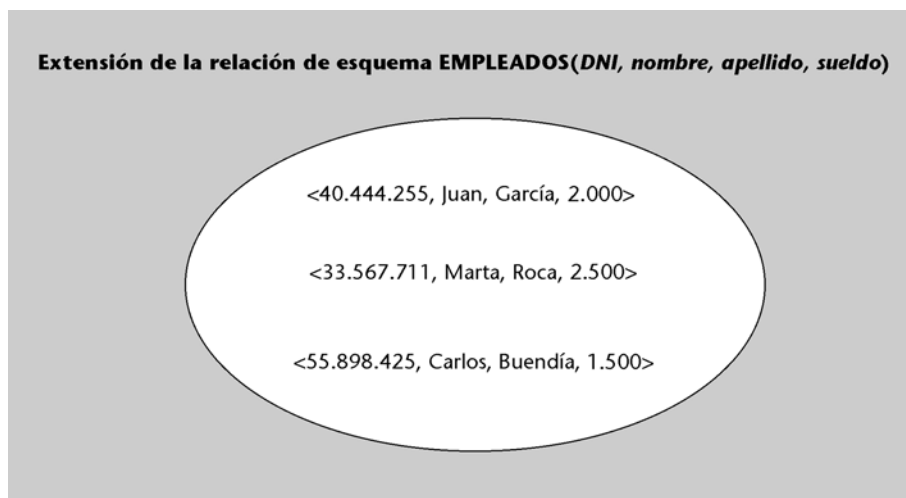 Extensión de la relación de esquema EMPLEADOS(DNI, nombre, apellido, sueldo)
<40.444.255, Juan, García, 2.000>
<33.567.711, Marta, Roca, 2.500>
<55.898.425, Carlos, Buendía, 1.500>